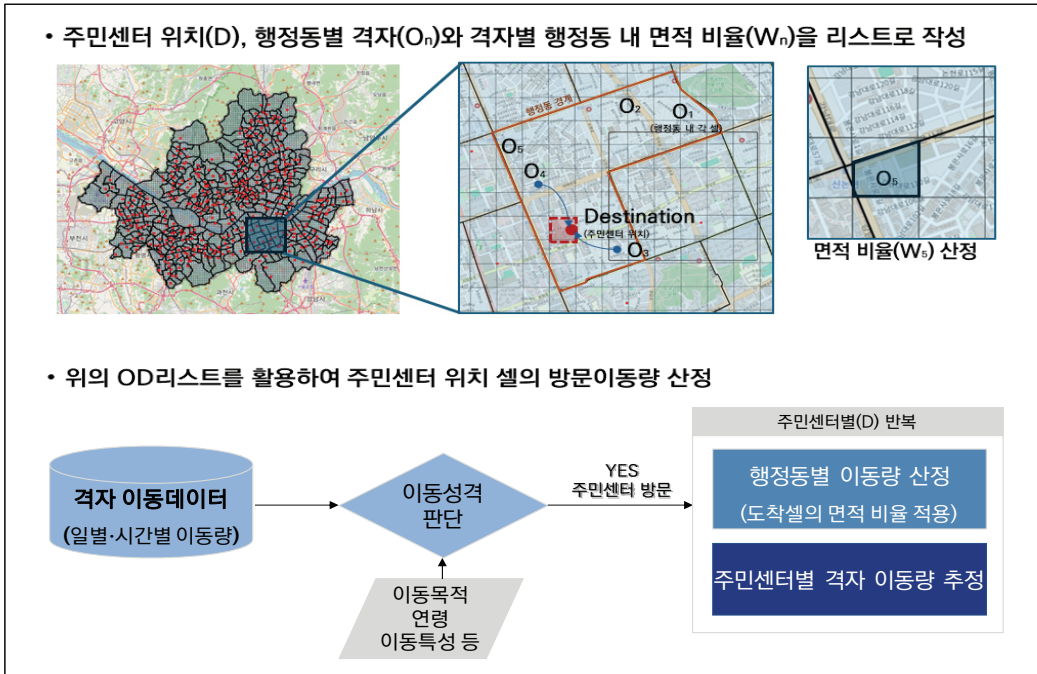 • 주민센터 위치(D), 행정동별 격자(Oₙ)와 격자별 행정동 내 면적 비율(Wₙ)을 리스트로 작성
행정동 경계
O₂
O₁
(행정동 내 각 셀)
O₅
O₄
Destination
(주민센터 위치)
O₃
O₅
면적 비율(W₅) 산정
• 위의 OD리스트를 활용하여 주민센터 위치 셀의 방문이동량 산정
격자 이동데이터
(일별·시간별 이동량)
이동성격
판단
이동목적
연령
이동특성 등
YES
주민센터 방문
주민센터별(D) 반복
행정동별 이동량 산정
(도착셀의 면적 비율 적용)
주민센터별 격자 이동량 추정